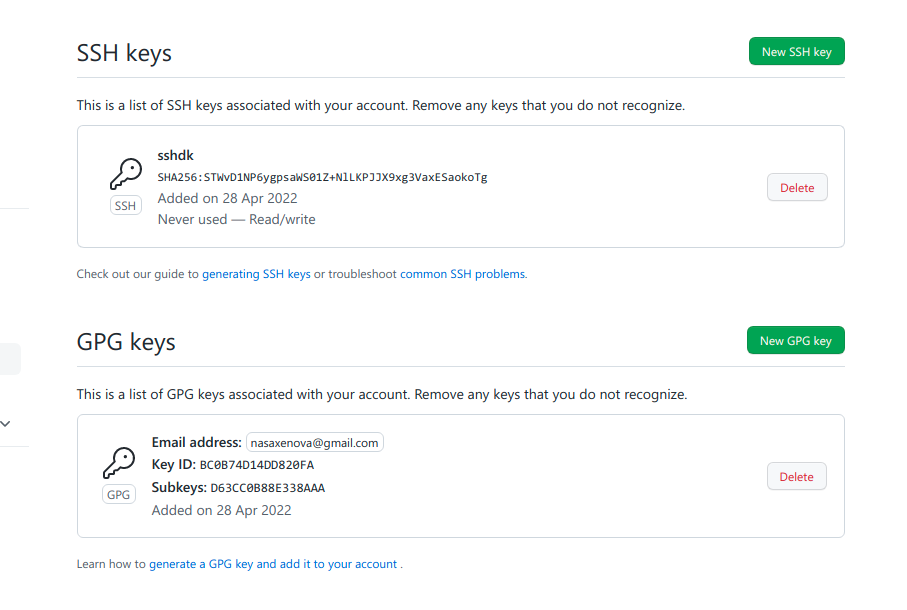 SSH keys
New SSH key
This is a list of SSH keys associated with your account. Remove any keys that you do not recognize.
sshdk
SHA256:STWvD1NP6ygpsaWS01Z+NlLKPJJX9xg3VaxESaokoTg
SSH
Added on 28 Apr 2022
Never used — Read/write
Delete
Check out our guide to generating SSH keys or troubleshoot common SSH problems.
GPG keys
New GPG key
This is a list of GPG keys associated with your account. Remove any keys that you do not recognize.
Email address: nasaxenova@gmail.com
Key ID: BC0B74D14DD820FA
Subkeys: D63CC0B88E338AAA
GPG
Added on 28 Apr 2022
Delete
Learn how to generate a GPG key and add it to your account .